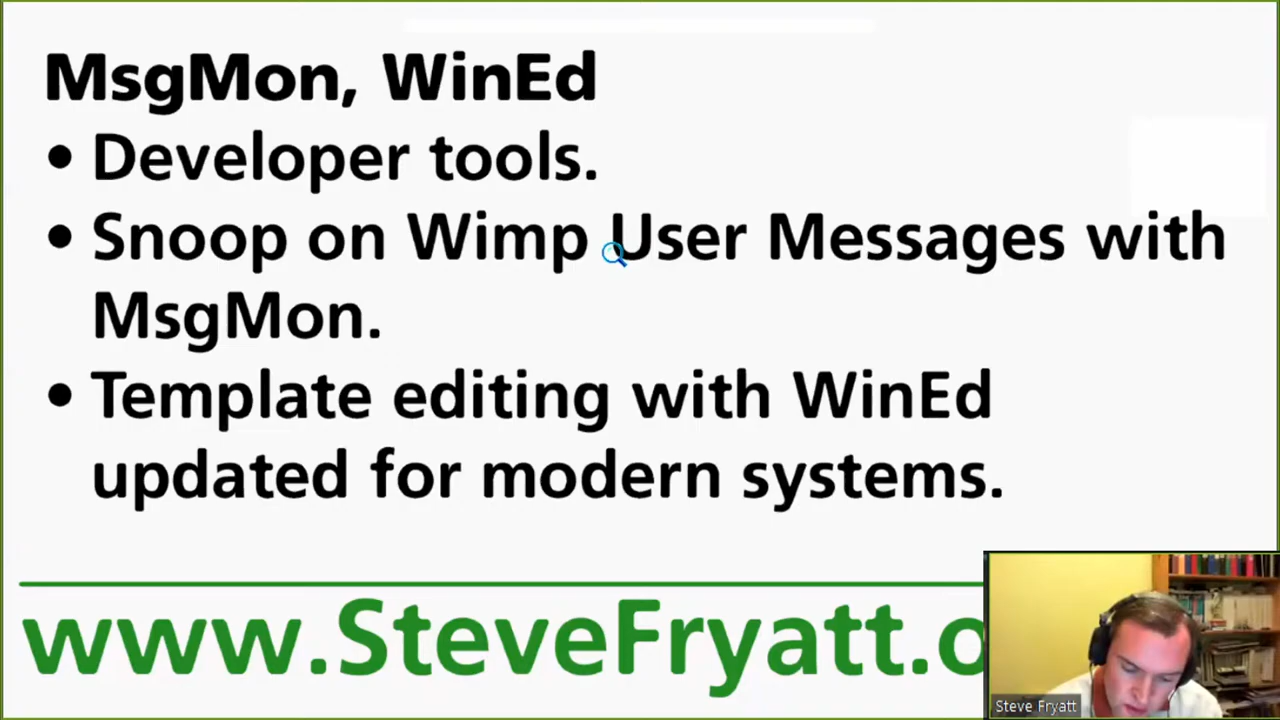 MsgMon, WinEd
• Developer tools.
• Snoop on Wimp User Messages with
MsgMon.
• Template editing with WinEd
updated for modern systems.
www.SteveFryatt.o
Steve Fryatt